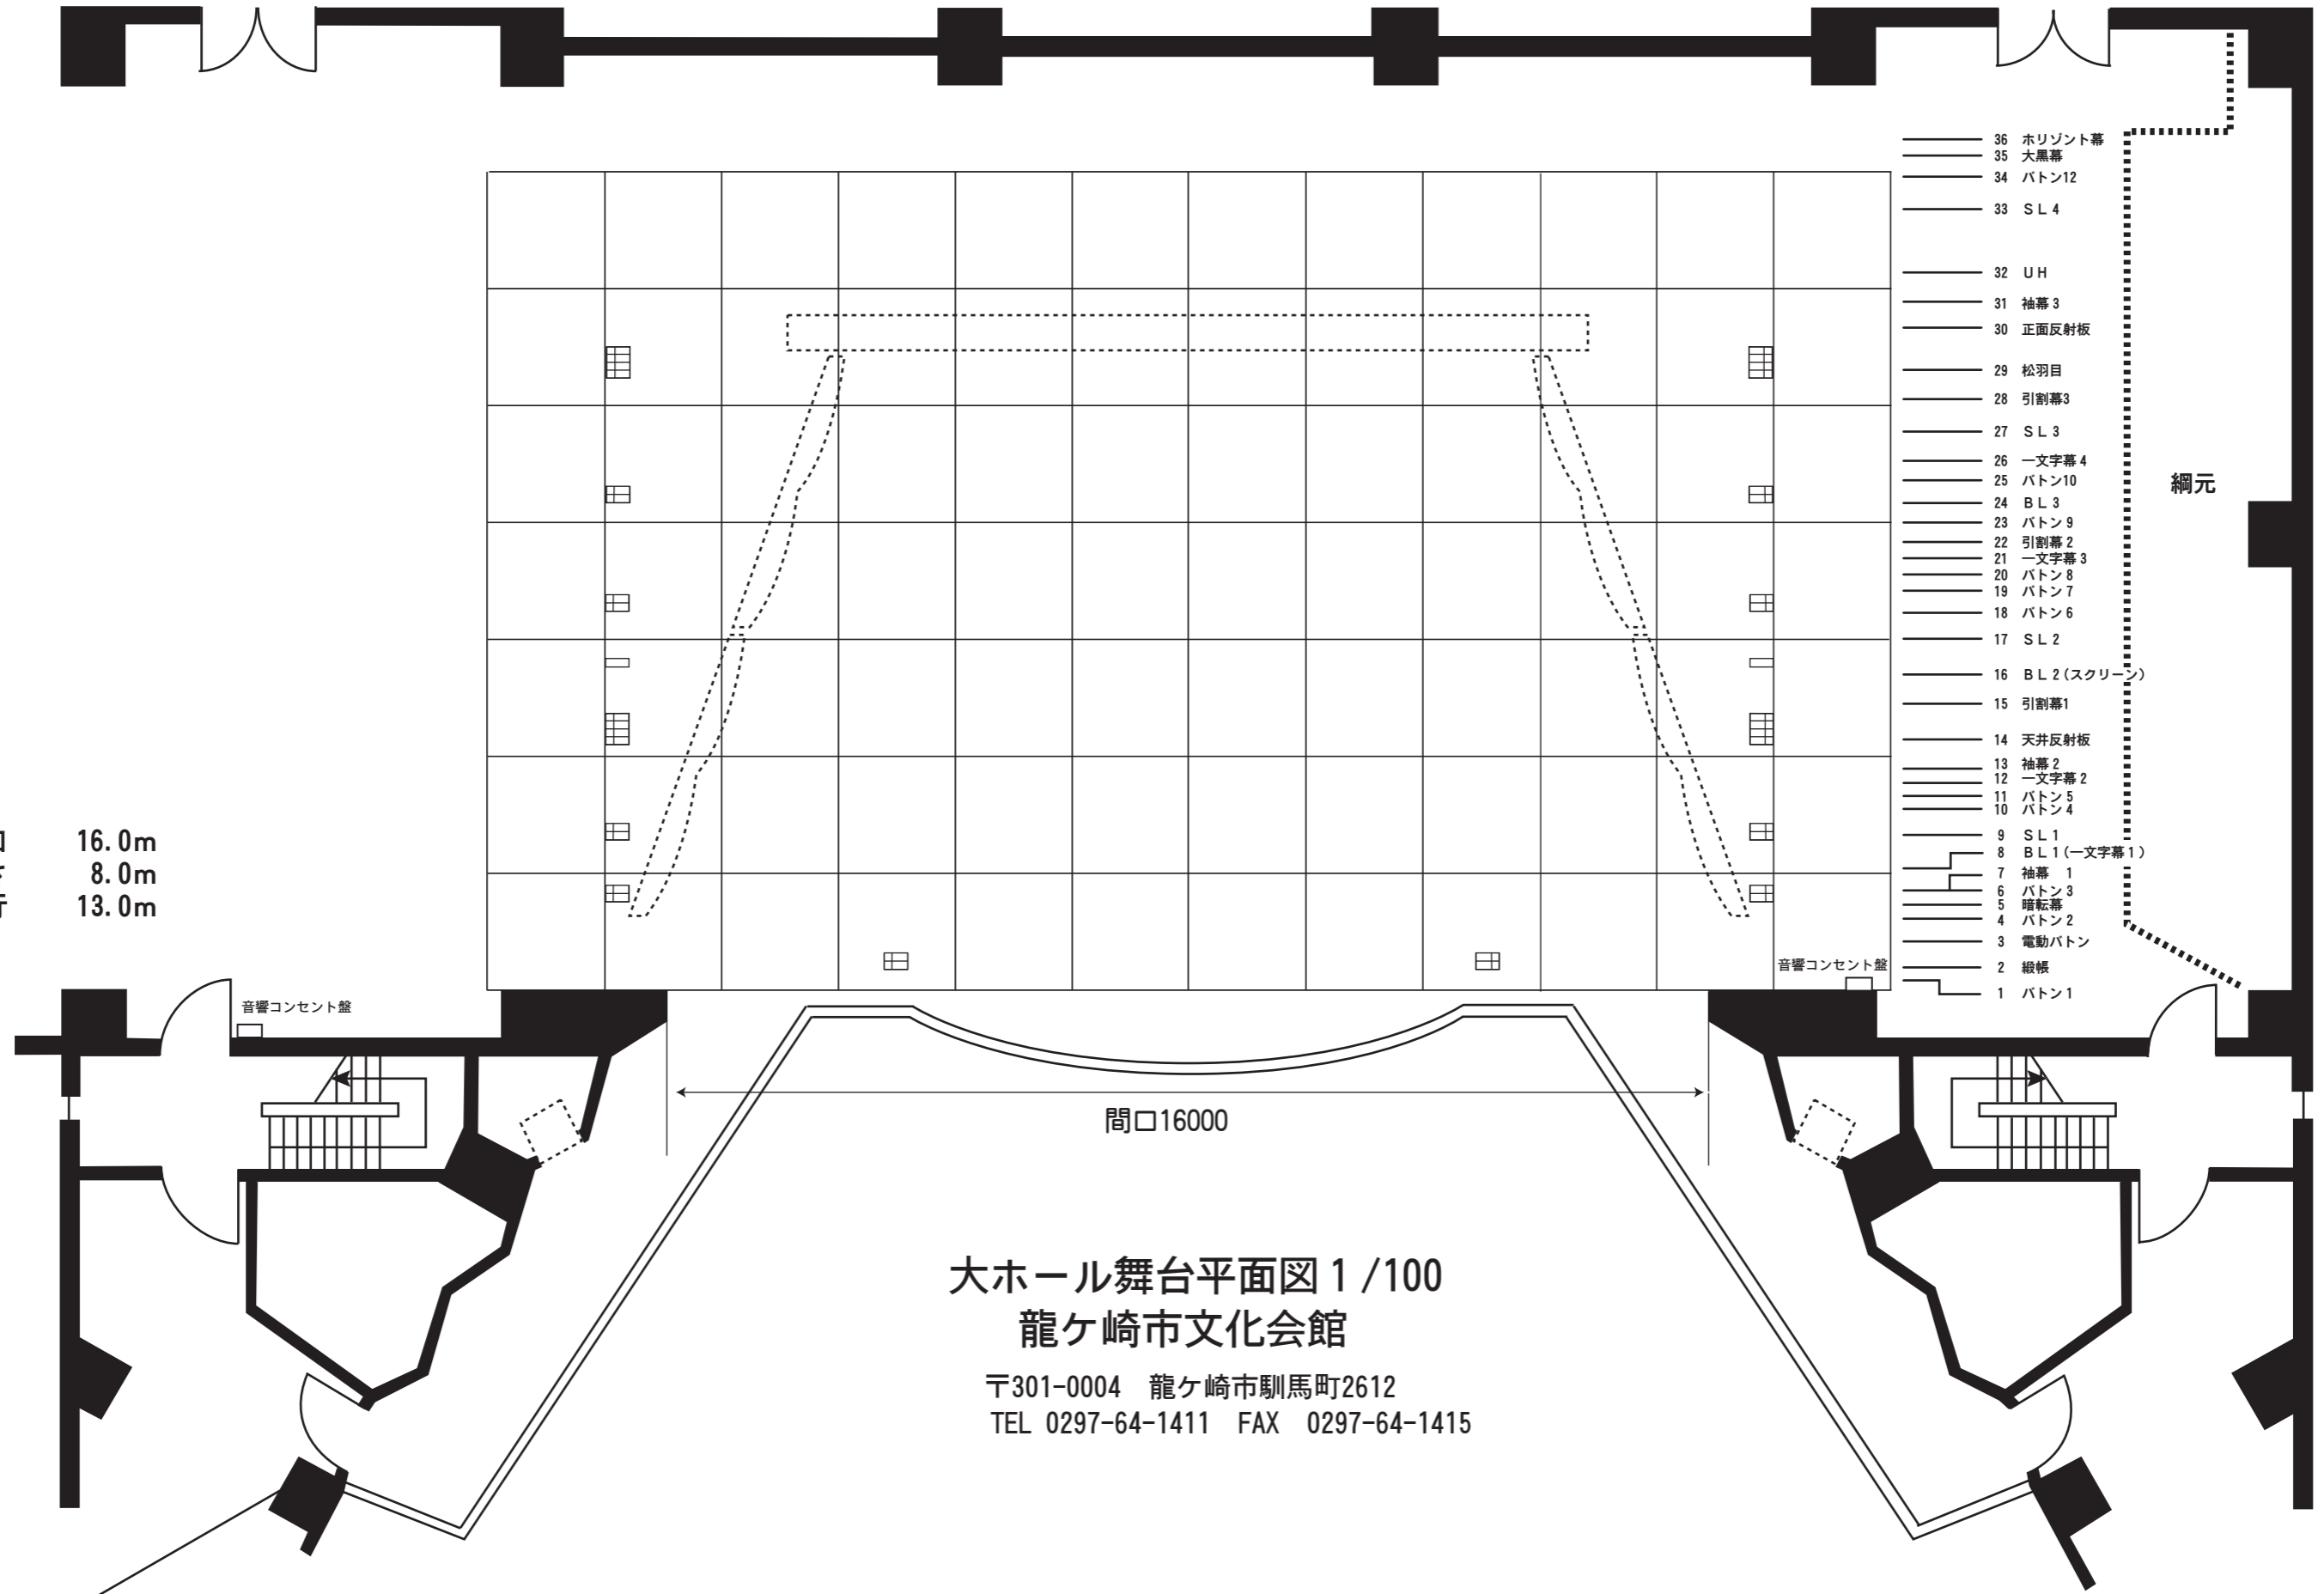 36 ホリゾント幕
35 大黒幕
34 バトン12
33 ＳＬ４
32 ＵＨ
31 袖幕３
30 正面反射板
29 松羽目
28 引割幕3
27 ＳＬ３
26 一文字幕４
25 バトン10
24 ＢＬ３
23 バトン９
22 引割幕２
21 一文字幕３
20 バトン８
19 バトン７
18 バトン６
17 ＳＬ２
16 ＢＬ２(スクリーン)
15 引割幕1
14 天井反射板
13 袖幕２
12 一文字幕２
11 バトン５
10 バトン４
9 ＳＬ１
8 ＢＬ１(一文字幕１)
7 袖幕　１
6 バトン３
5 暗転幕
4 バトン２
3 電動バトン
2 緞帳
1 バトン１
綱元
16.0m
8.0m
13.0m
音響コンセント盤
音響コンセント盤
間口16000
大ホール舞台平面図１/100
龍ケ崎市文化会館
〒301-0004　龍ケ崎市馴馬町2612
TEL 0297-64-1411　FAX　0297-64-1415